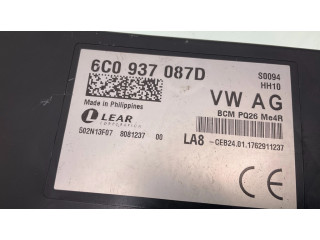 6C0 937 087D
S0094
HH10
Made in Philippines
VW AG
BCM PQ26 Me4R
LEAR
CORPORATION
502N13F07 8081237 00
LA8 -CEB24.01.1762911237
CE